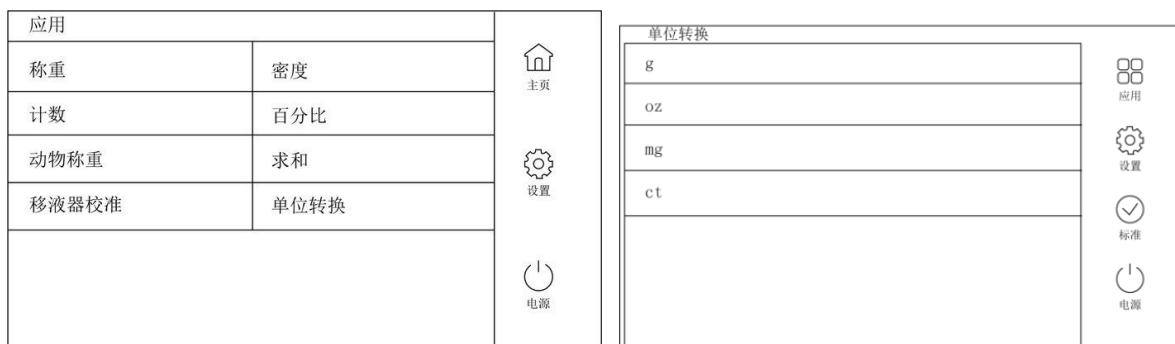 应用
称重
密度
计数
百分比
动物称重
求和
移液器校准
单位转换
主页
设置
电源
单位转换
g
oz
mg
ct
应用
设置
标准
电源